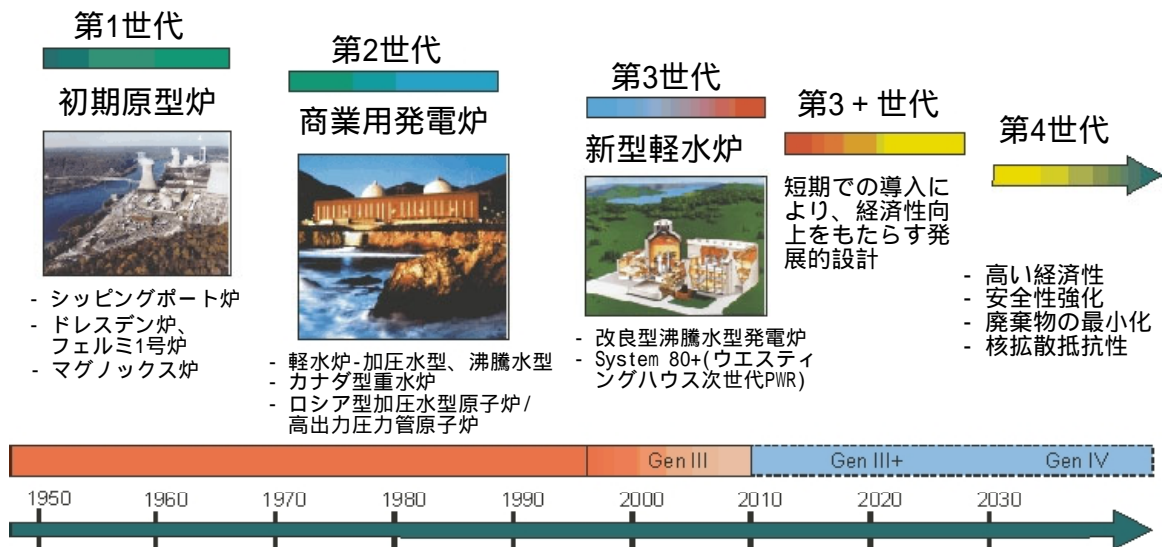 第1世代
初期原型炉
- シッピングポート炉
- ドレスデン炉、
フェルミ1号炉
- マグノックス炉
第2世代
商業用発電炉
- 軽水炉-加圧水型、沸騰水型
- カナダ型重水炉
- ロシア型加圧水型原子炉/
高出力圧力管原子炉
第3世代
新型軽水炉
- 改良型沸騰水型発電炉
- System 80+(ウエスティ
ングハウス次世代PWR)
第3+世代
短期での導入に
より、経済性向
上をもたらす発
展的設計
第4世代
- 高い経済性
- 安全性強化
- 廃棄物の最小化
- 核拡散抵抗性
Gen III Gen III+ Gen IV
1950 1960 1970 1980 1990 2000 2010 2020 2030